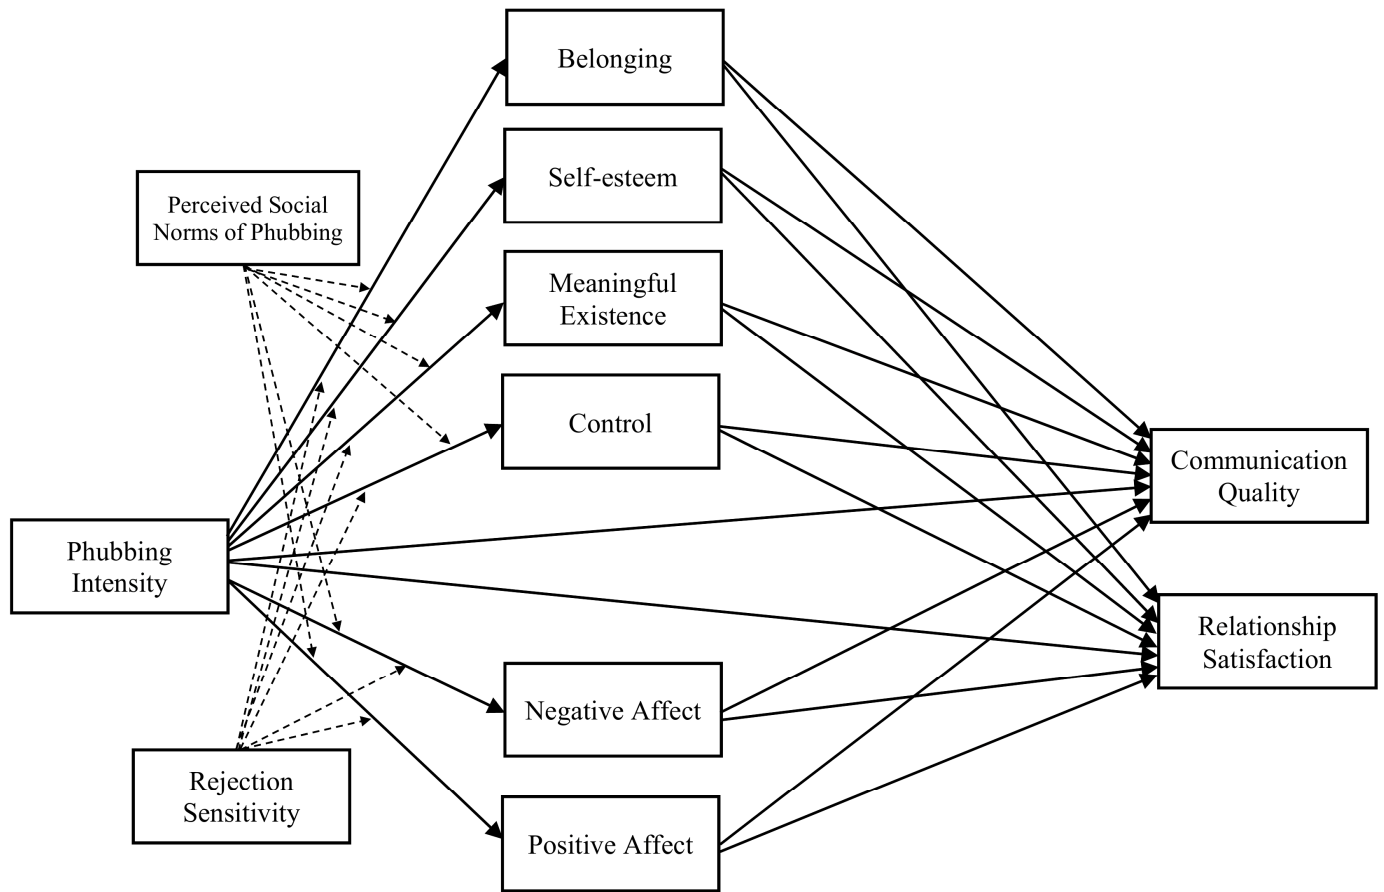 Belonging
Self-esteem
Perceived Social
Norms of Phubbing
Meaningful
Existence
Control
Communication
Quality
Phubbing
Intensity
Relationship
Satisfaction
Negative Affect
Rejection
Sensitivity
Positive Affect